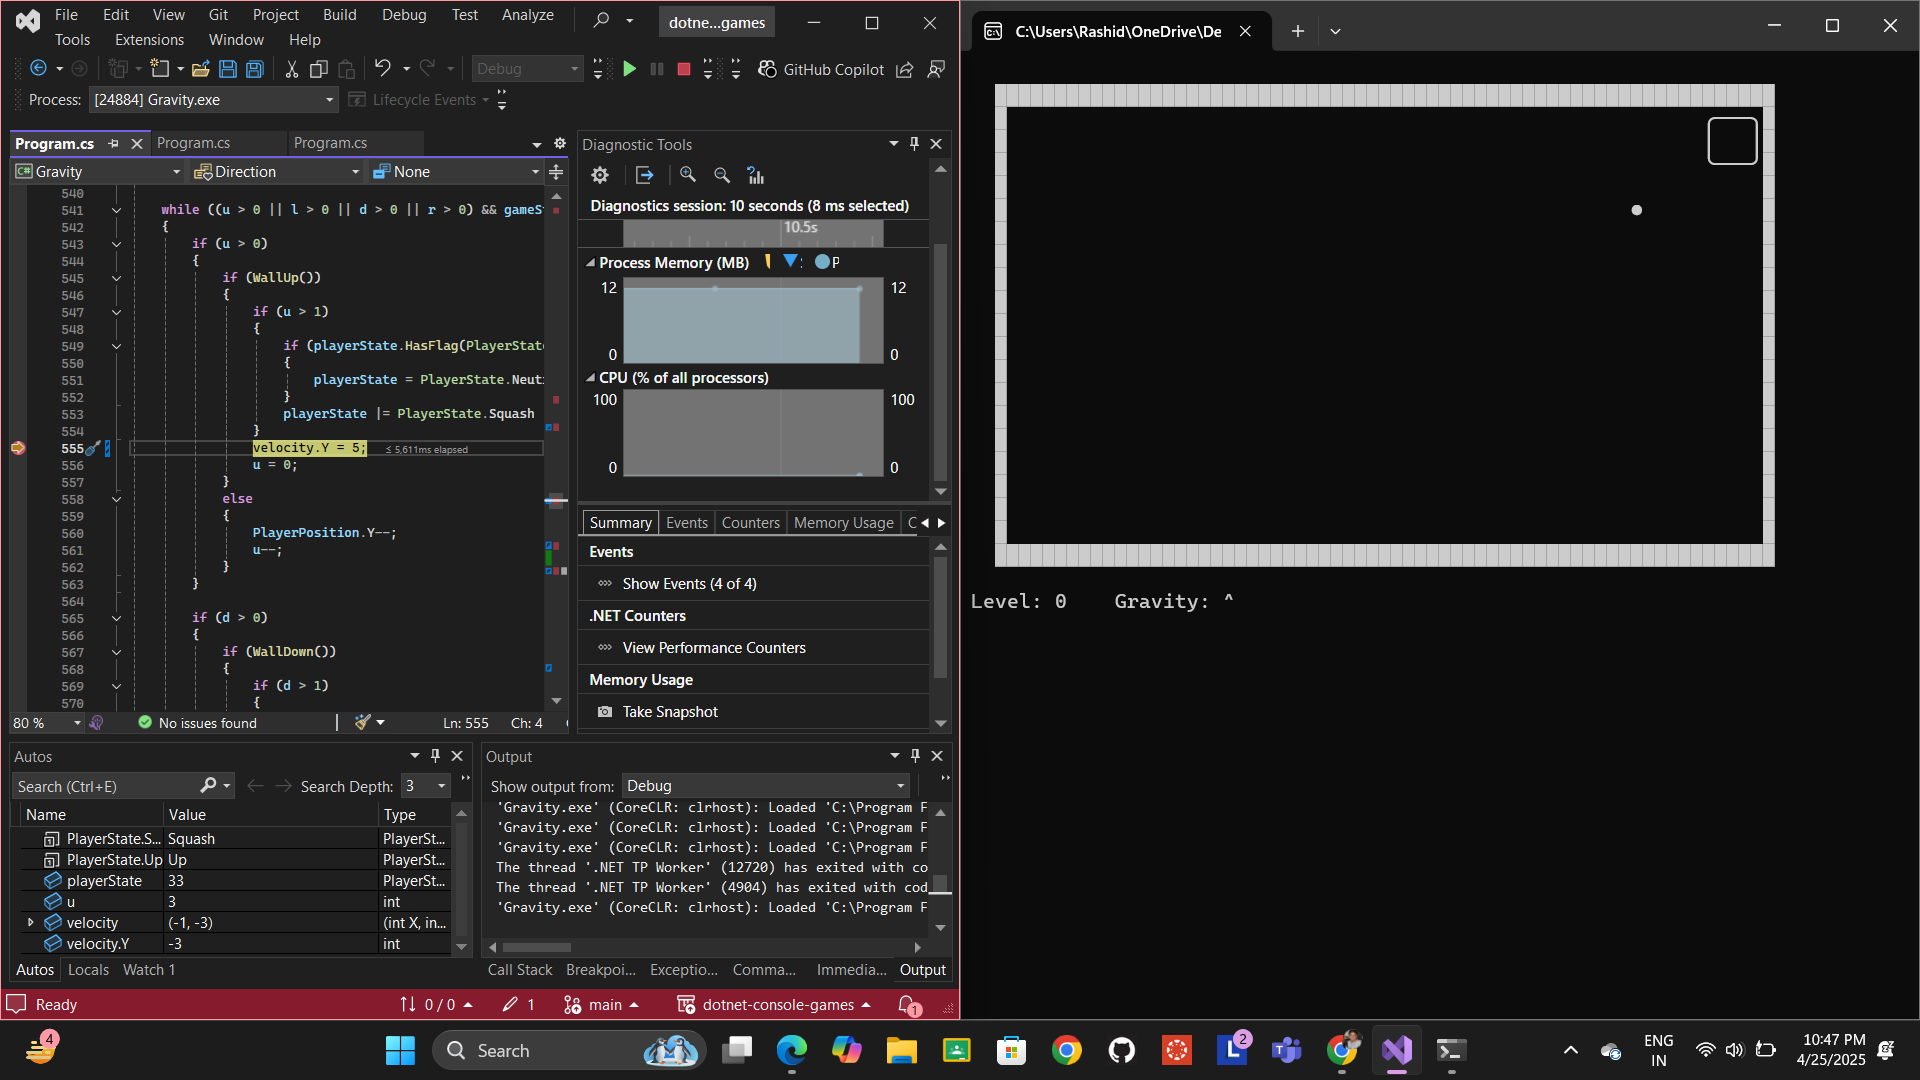 File Edit View Git Project Build Debug Test Analyze dotne...games
Tools Extensions Window Help
Debug GitHub Copilot
Process: [24884] Gravity.exe Lifecycle Events
Program.cs Program.cs Program.cs
C# Gravity Direction None
540
541 while ((u > 0 || l > 0 || d > 0 || r > 0) && gameS
542 {
543 if (u > 0)
544 {
545 if (WallUp())
546 {
547 if (u > 1)
548 {
549 if (playerState.HasFlag(PlayerState
550 {
551 playerState = PlayerState.Neut
552 }
553 playerState |= PlayerState.Squash
554 }
555 velocity.Y = 5; ≤ 5,611ms elapsed
556 u = 0;
557 }
558 else
559 {
560 PlayerPosition.Y--;
561 u--;
562 }
563 }
564
565 if (d > 0)
566 {
567 if (WallDown())
568 {
569 if (d > 1)
570 {
80 % No issues found Ln: 555 Ch: 4
Diagnostic Tools
Diagnostics session: 10 seconds (8 ms selected)
10.5s
Process Memory (MB) : P
12 12
0 0
CPU (% of all processors)
100 100
0 0
Summary Events Counters Memory Usage C
Events
Show Events (4 of 4)
.NET Counters
View Performance Counters
Memory Usage
Take Snapshot
Autos
Search (Ctrl+E) Search Depth: 3
Name Value Type
PlayerState.S... Squash PlayerSt...
PlayerState.Up Up PlayerSt...
playerState 33 PlayerSt...
u 3 int
velocity (-1, -3) (int X, in...
velocity.Y -3 int
Autos Locals Watch 1
Output
Show output from: Debug
'Gravity.exe' (CoreCLR: clrhost): Loaded 'C:\Program F
'Gravity.exe' (CoreCLR: clrhost): Loaded 'C:\Program F
'Gravity.exe' (CoreCLR: clrhost): Loaded 'C:\Program F
The thread '.NET TP Worker' (12720) has exited with co
The thread '.NET TP Worker' (4904) has exited with cod
'Gravity.exe' (CoreCLR: clrhost): Loaded 'C:\Program F
Call Stack Breakpoi... Exceptio... Comma... Immedia... Output
Ready 0 / 0 1 main dotnet-console-games 1
C:\Users\Rashid\OneDrive\De
Level: 0 Gravity: ^
4 Search 2 ENG
IN 10:47 PM
4/25/2025